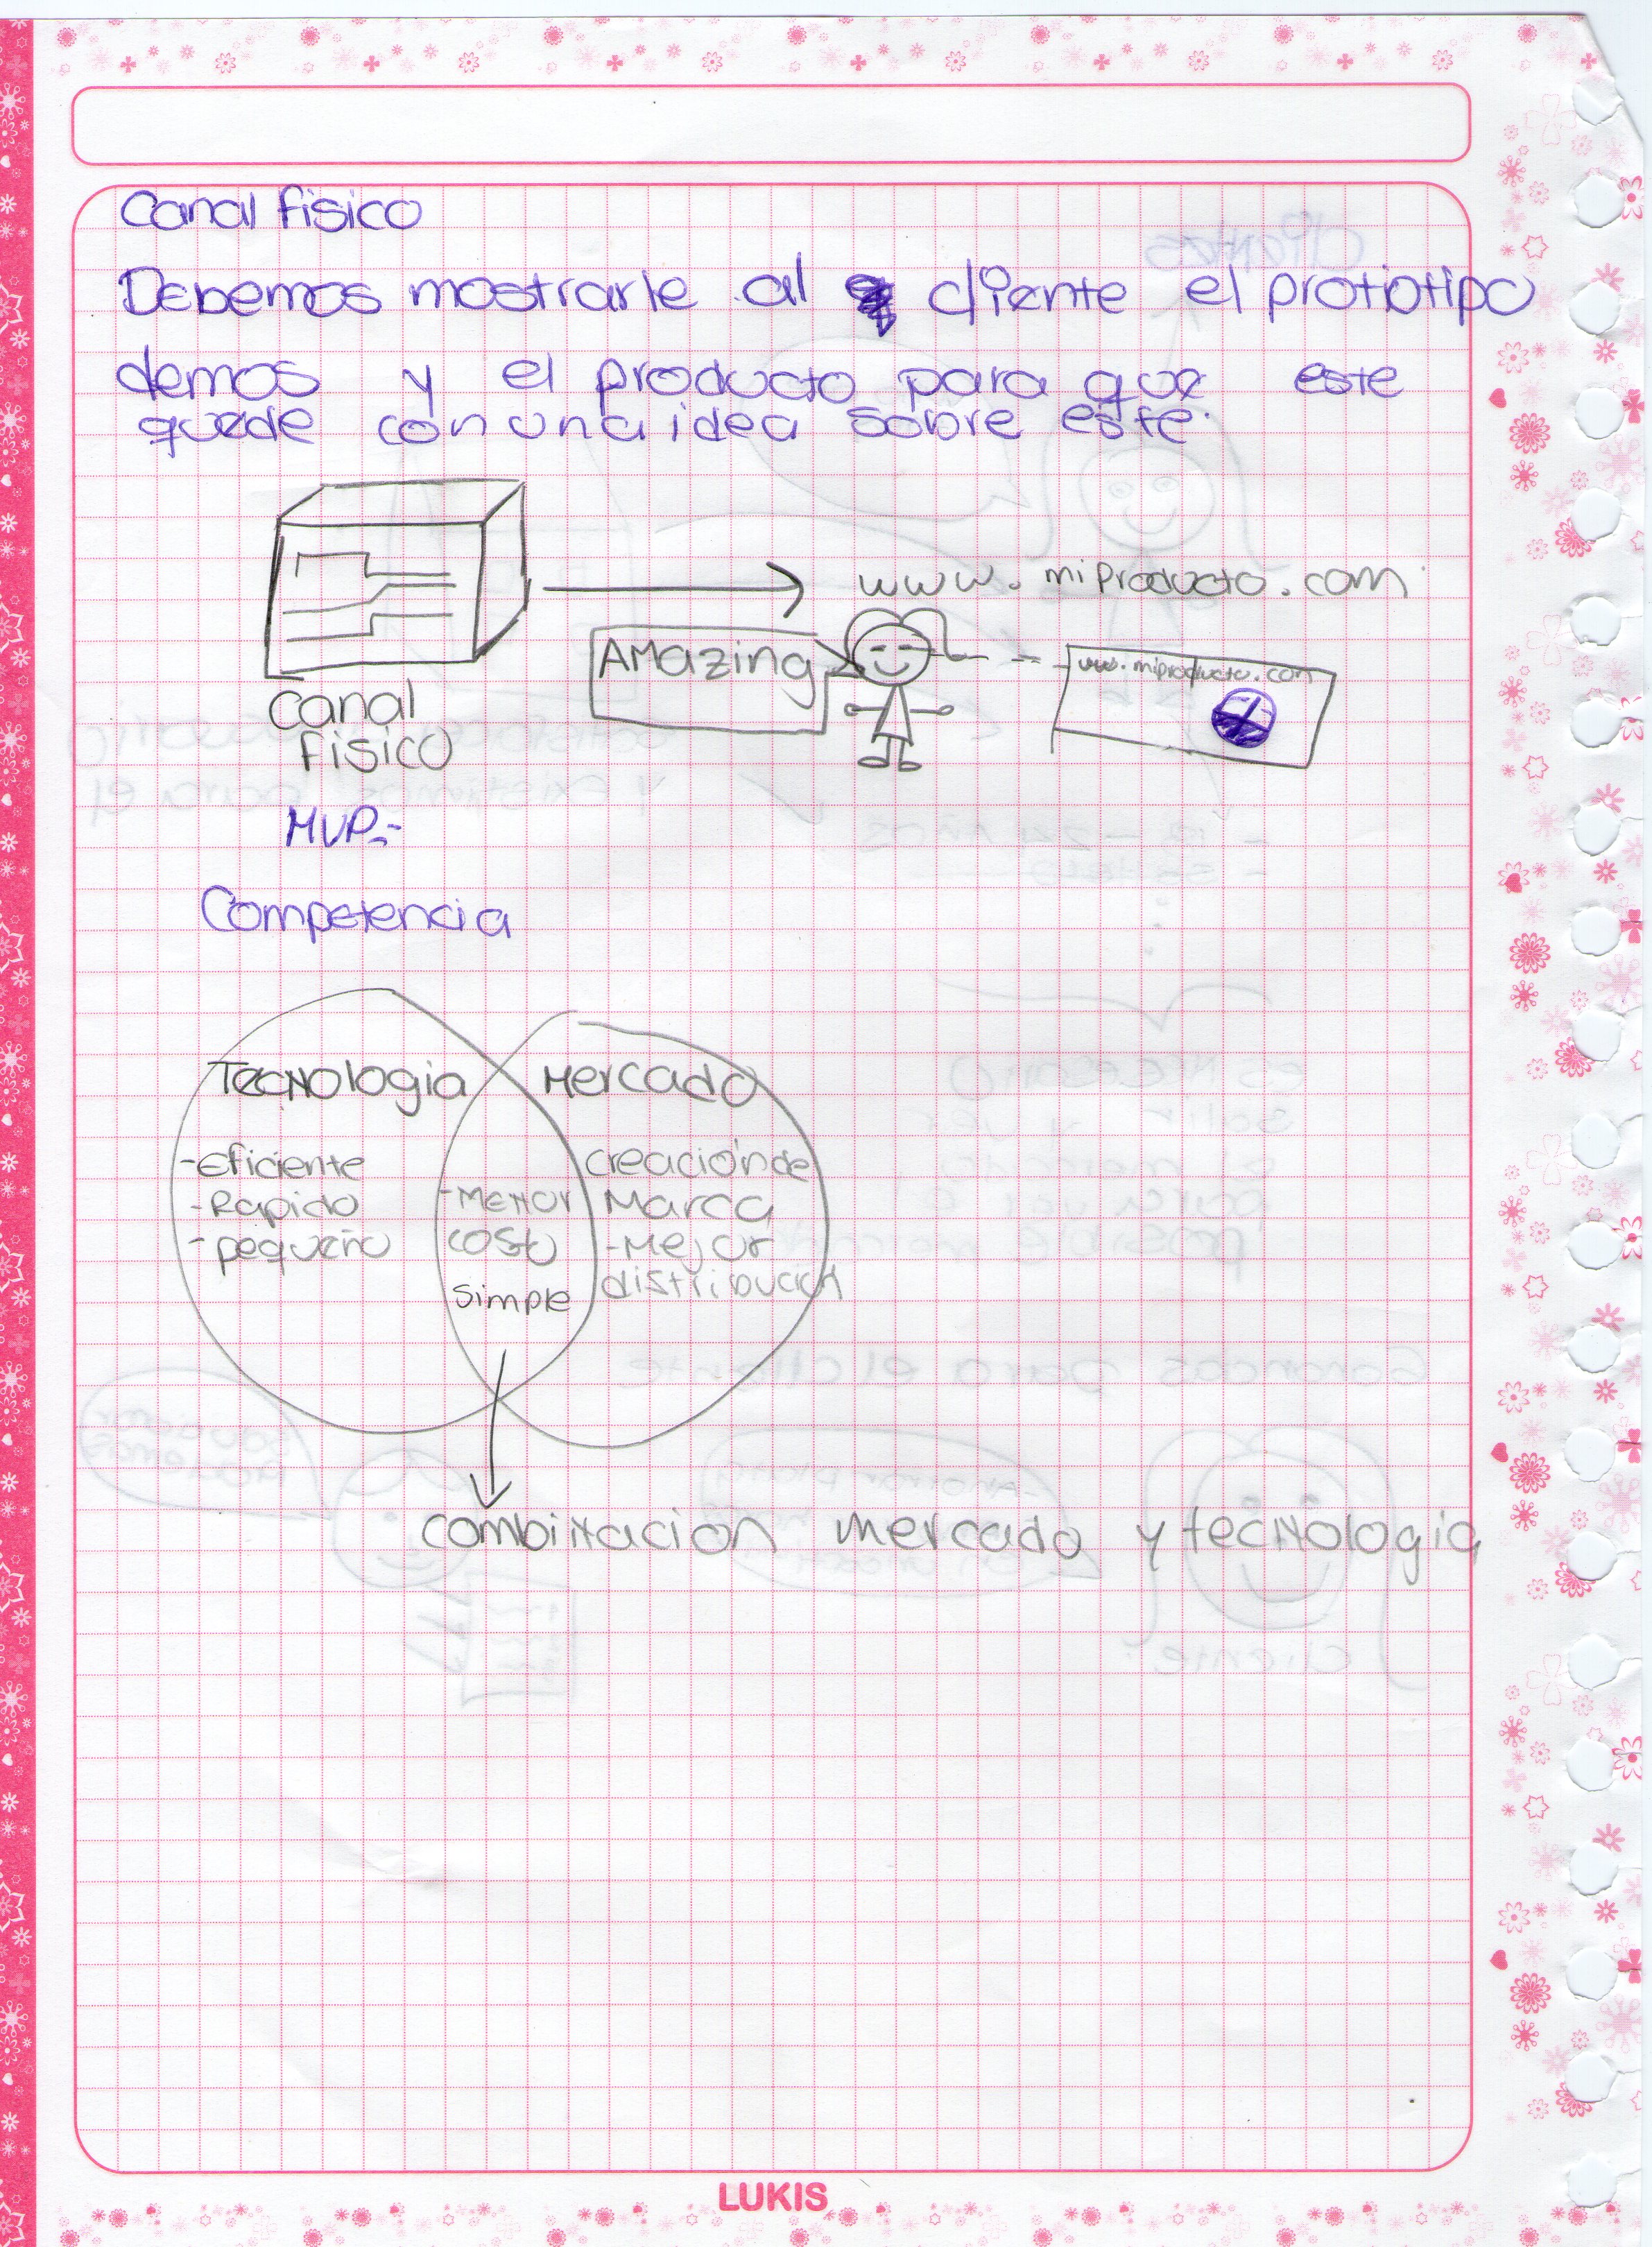 Canal fisico
Debemos mostrarle al cliente el protiotipo
demos y el producto para que este
quede con una idea sobre este.
www.miproducto.com
Amazing
www.miproducto.com
Canal
fisico
MVP.-
Competencia
Tecnologia
Mercado
-Eficiente
-Rapido
-pequeño
-Menor
costo
simple
creación de
Marca
-Mejor
distribución
combinacion mercado y tecnologia
LUKIS